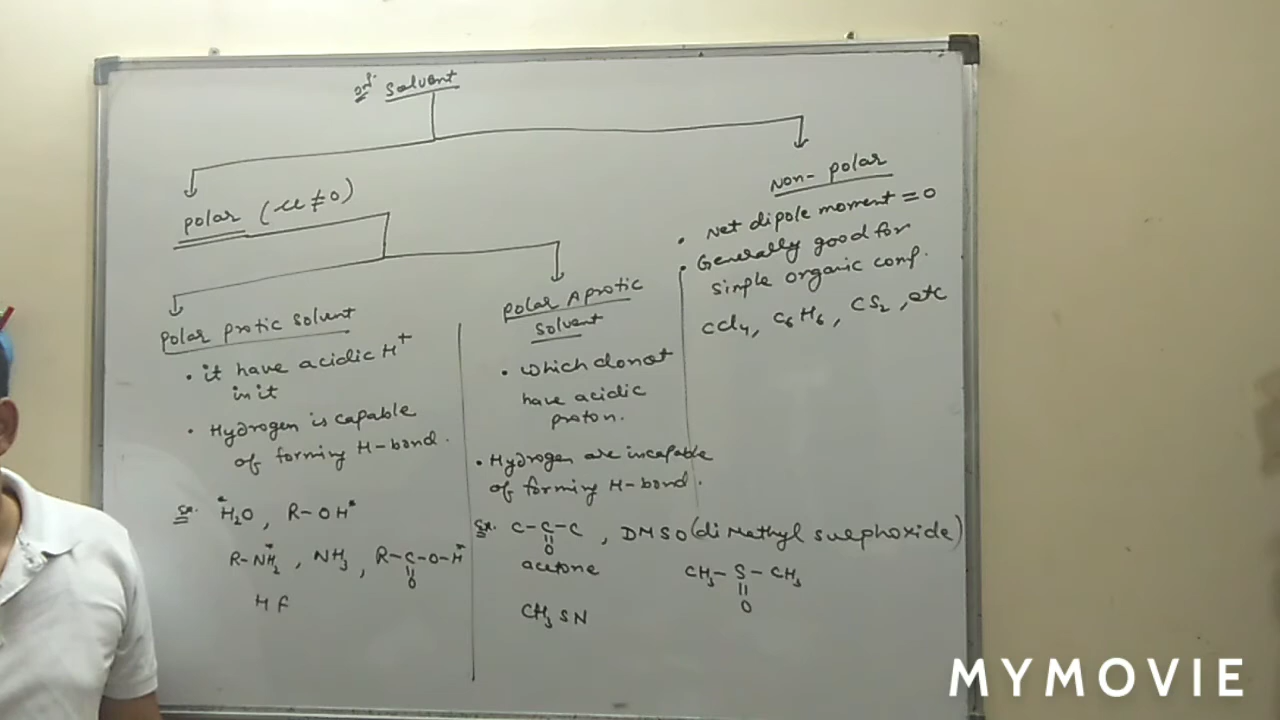 Solvent
polar (μ≠0)
Non-polar
• Net dipole moment = 0
• Generally good for
simple organic comp.
CCl4, C6H6, CS2, etc
polar protic solvent
• it have acidic H+
in it
• Hydrogen is capable
of forming H-bond.
Ex. H2O, R-OH
R-NH2, NH3, R-C-O-H
O
HF
polar Aprotic
Solvent
• which donot
have acidic
proton.
• Hydrogen are incapable
of forming H-bond.
Ex. C-C-C, DMSO (di Methyl sulphoxide)
O
acetone
CH3-S-CH3
O
CH3 S N
MYMOVIE